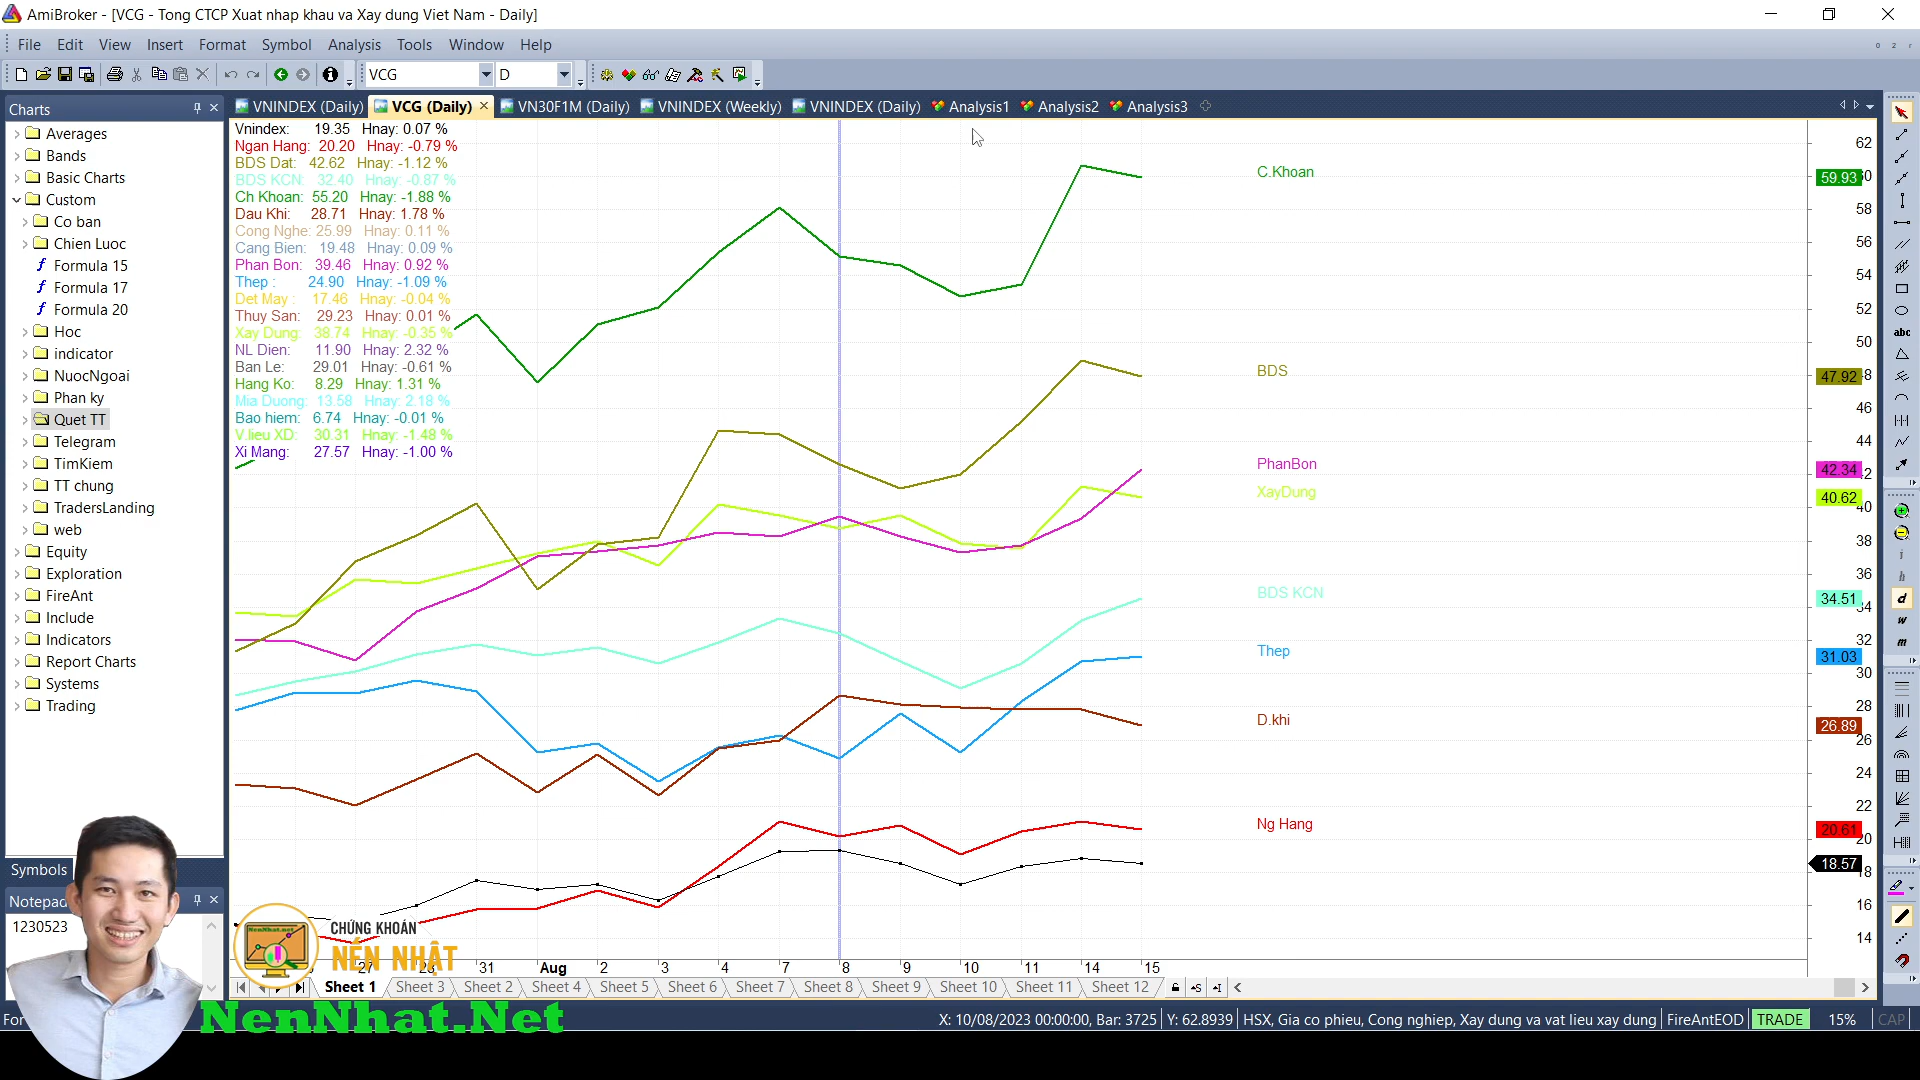 AmiBroker - [VCG - Tong CTCP Xuat nhap khau va Xay dung Viet Nam - Daily]
File Edit View Insert Format Symbol Analysis Tools Window Help
VCG D
Charts
VNINDEX (Daily) VCG (Daily) VN30F1M (Daily) VNINDEX (Weekly) VNINDEX (Daily) Analysis1 Analysis2 Analysis3
Averages
Bands
Basic Charts
Custom
Co ban
Chien Luoc
Formula 15
Formula 17
Formula 20
Hoc
indicator
NuocNgoai
Phan ky
Quet TT
Telegram
TimKiem
TT chung
TradersLanding
web
Equity
Exploration
FireAnt
Include
Indicators
Report Charts
Systems
Trading
Symbols
Notepad
1230523
Vnindex: 19.35 Hnay: 0.07 %
Ngan Hang: 20.20 Hnay: -0.79 %
BDS Dat: 42.62 Hnay: -1.12 %
BDS KCN: 32.40 Hnay: -0.87 %
Ch Khoan: 55.20 Hnay: -1.88 %
Dau Khi: 28.71 Hnay: 1.78 %
Cong Nghe: 25.99 Hnay: 0.11 %
Cang Bien: 19.48 Hnay: 0.09 %
Phan Bon: 39.46 Hnay: 0.92 %
Thep : 24.90 Hnay: -1.09 %
Det May : 17.46 Hnay: -0.04 %
Thuy San: 29.23 Hnay: 0.01 %
Xay Dung: 38.74 Hnay: -0.35 %
NL Dien: 11.90 Hnay: 2.32 %
Ban Le: 29.01 Hnay: -0.61 %
Hang Ko: 8.29 Hnay: 1.31 %
Mia Duong: 13.58 Hnay: 2.18 %
Bao hiem: 6.74 Hnay: -0.01 %
V.lieu XD: 30.31 Hnay: -1.48 %
Xi Mang: 27.57 Hnay: -1.00 %
C.Khoan
BDS
PhanBon
XayDung
BDS KCN
Thep
D.khi
Ng Hang
62
59.93
58
56
54
52
50
47.92
46
44
42.34
40.62
40
38
36
34.51
34
32
31.03
30
28
26.89
26
24
22
20.61
20
18.57
18
16
14
abc
i
h
d
w
m
27 28 31 Aug 2 3 4 7 8 9 10 11 14 15
Sheet 1 Sheet 3 Sheet 2 Sheet 4 Sheet 5 Sheet 6 Sheet 7 Sheet 8 Sheet 9 Sheet 10 Sheet 11 Sheet 12
CHỨNG KHOÁN
NẾN NHẬT
NenNhat.Net
For
X: 10/08/2023 00:00:00, Bar: 3725 Y: 62.8939 HSX, Gia co phieu, Cong nghiep, Xay dung va vat lieu xay dung FireAntEOD TRADE 15% CAP